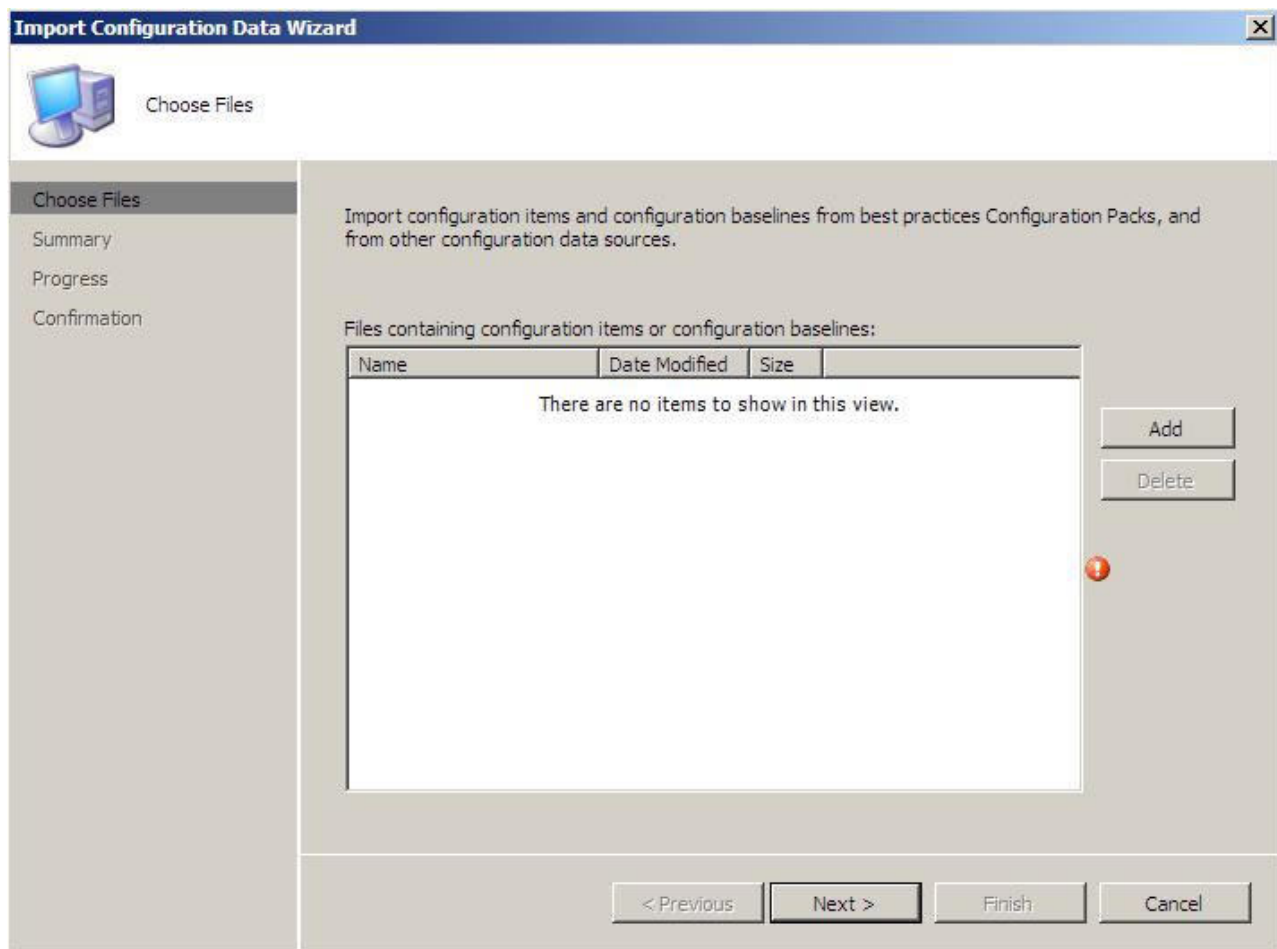 Import Configuration Data Wizard
Choose Files
Choose Files
Summary
Progress
Confirmation
Import configuration items and configuration baselines from best practices Configuration Packs, and
from other configuration data sources.
Files containing configuration items or configuration baselines:
Name Date Modified Size
There are no items to show in this view.
Add
Delete
< Previous Next > Finish Cancel